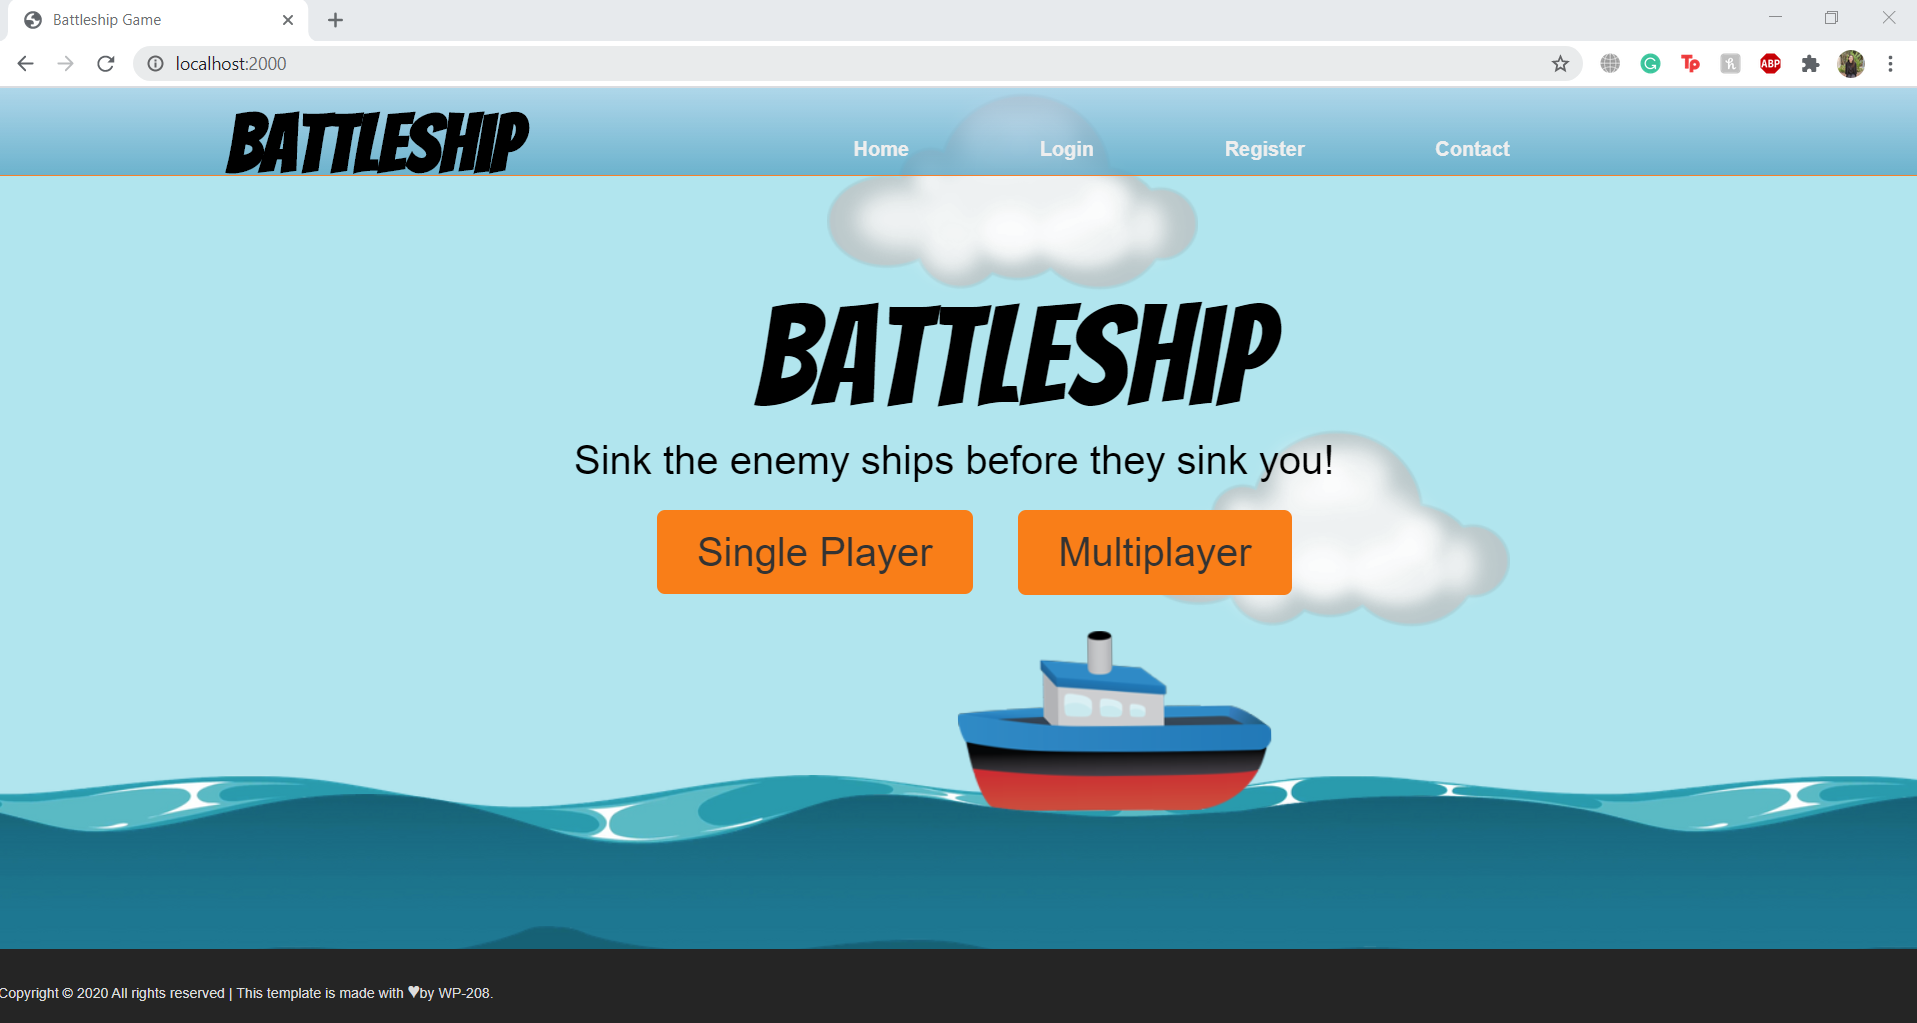 Battleship Game
localhost:2000
Tp
h
ABP
BATTLESHIP
Home Login Register Contact
BATTLESHIP
Sink the enemy ships before they sink you!
Single Player Multiplayer
Copyright © 2020 All rights reserved | This template is made with ♥by WP-208.